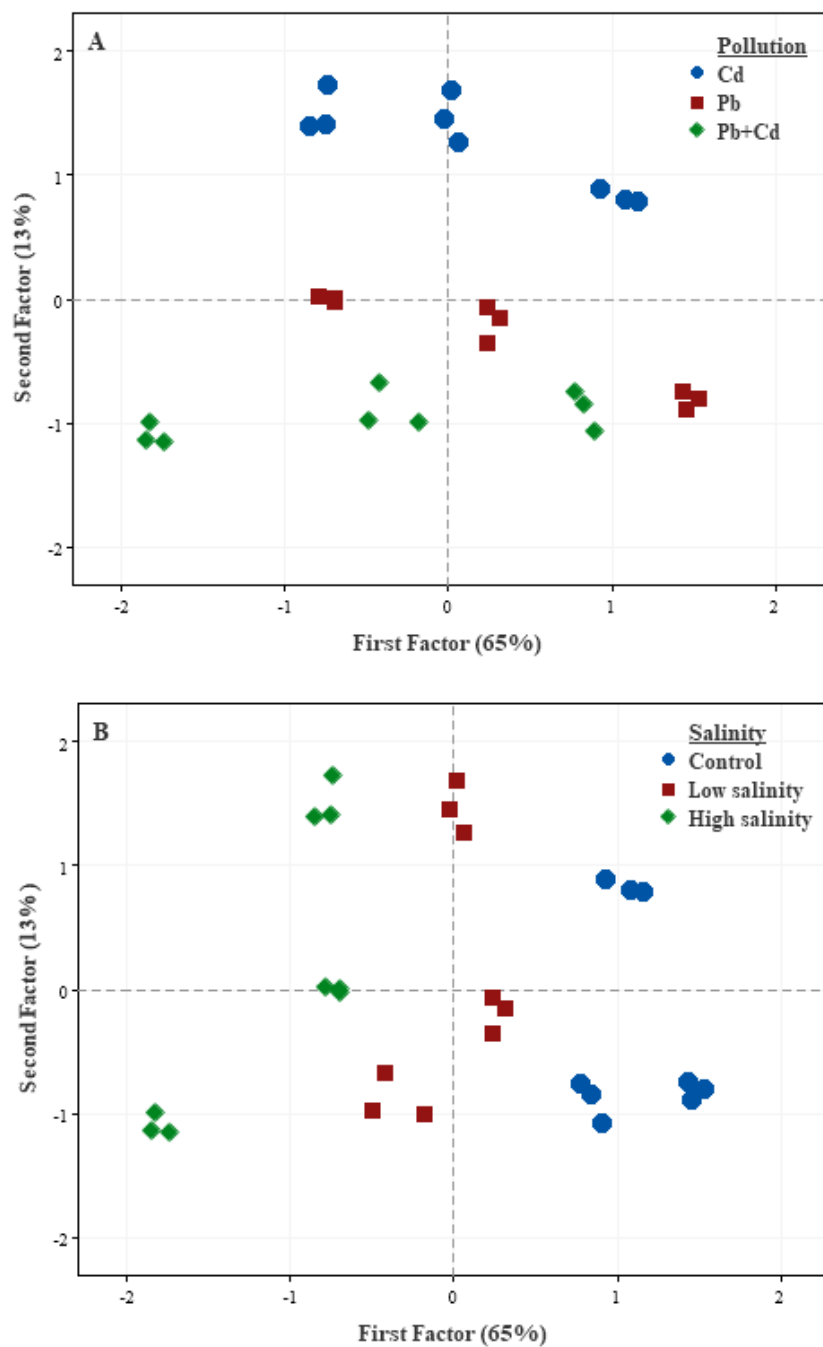 A
Pollution
Cd
Pb
Pb+Cd
2
1
0
-1
-2
Second Factor (13%)
-2
-1
0
1
2
First Factor (65%)
B
Salinity
Control
Low salinity
High salinity
2
1
0
-1
-2
Second Factor (13%)
-2
-1
0
1
2
First Factor (65%)